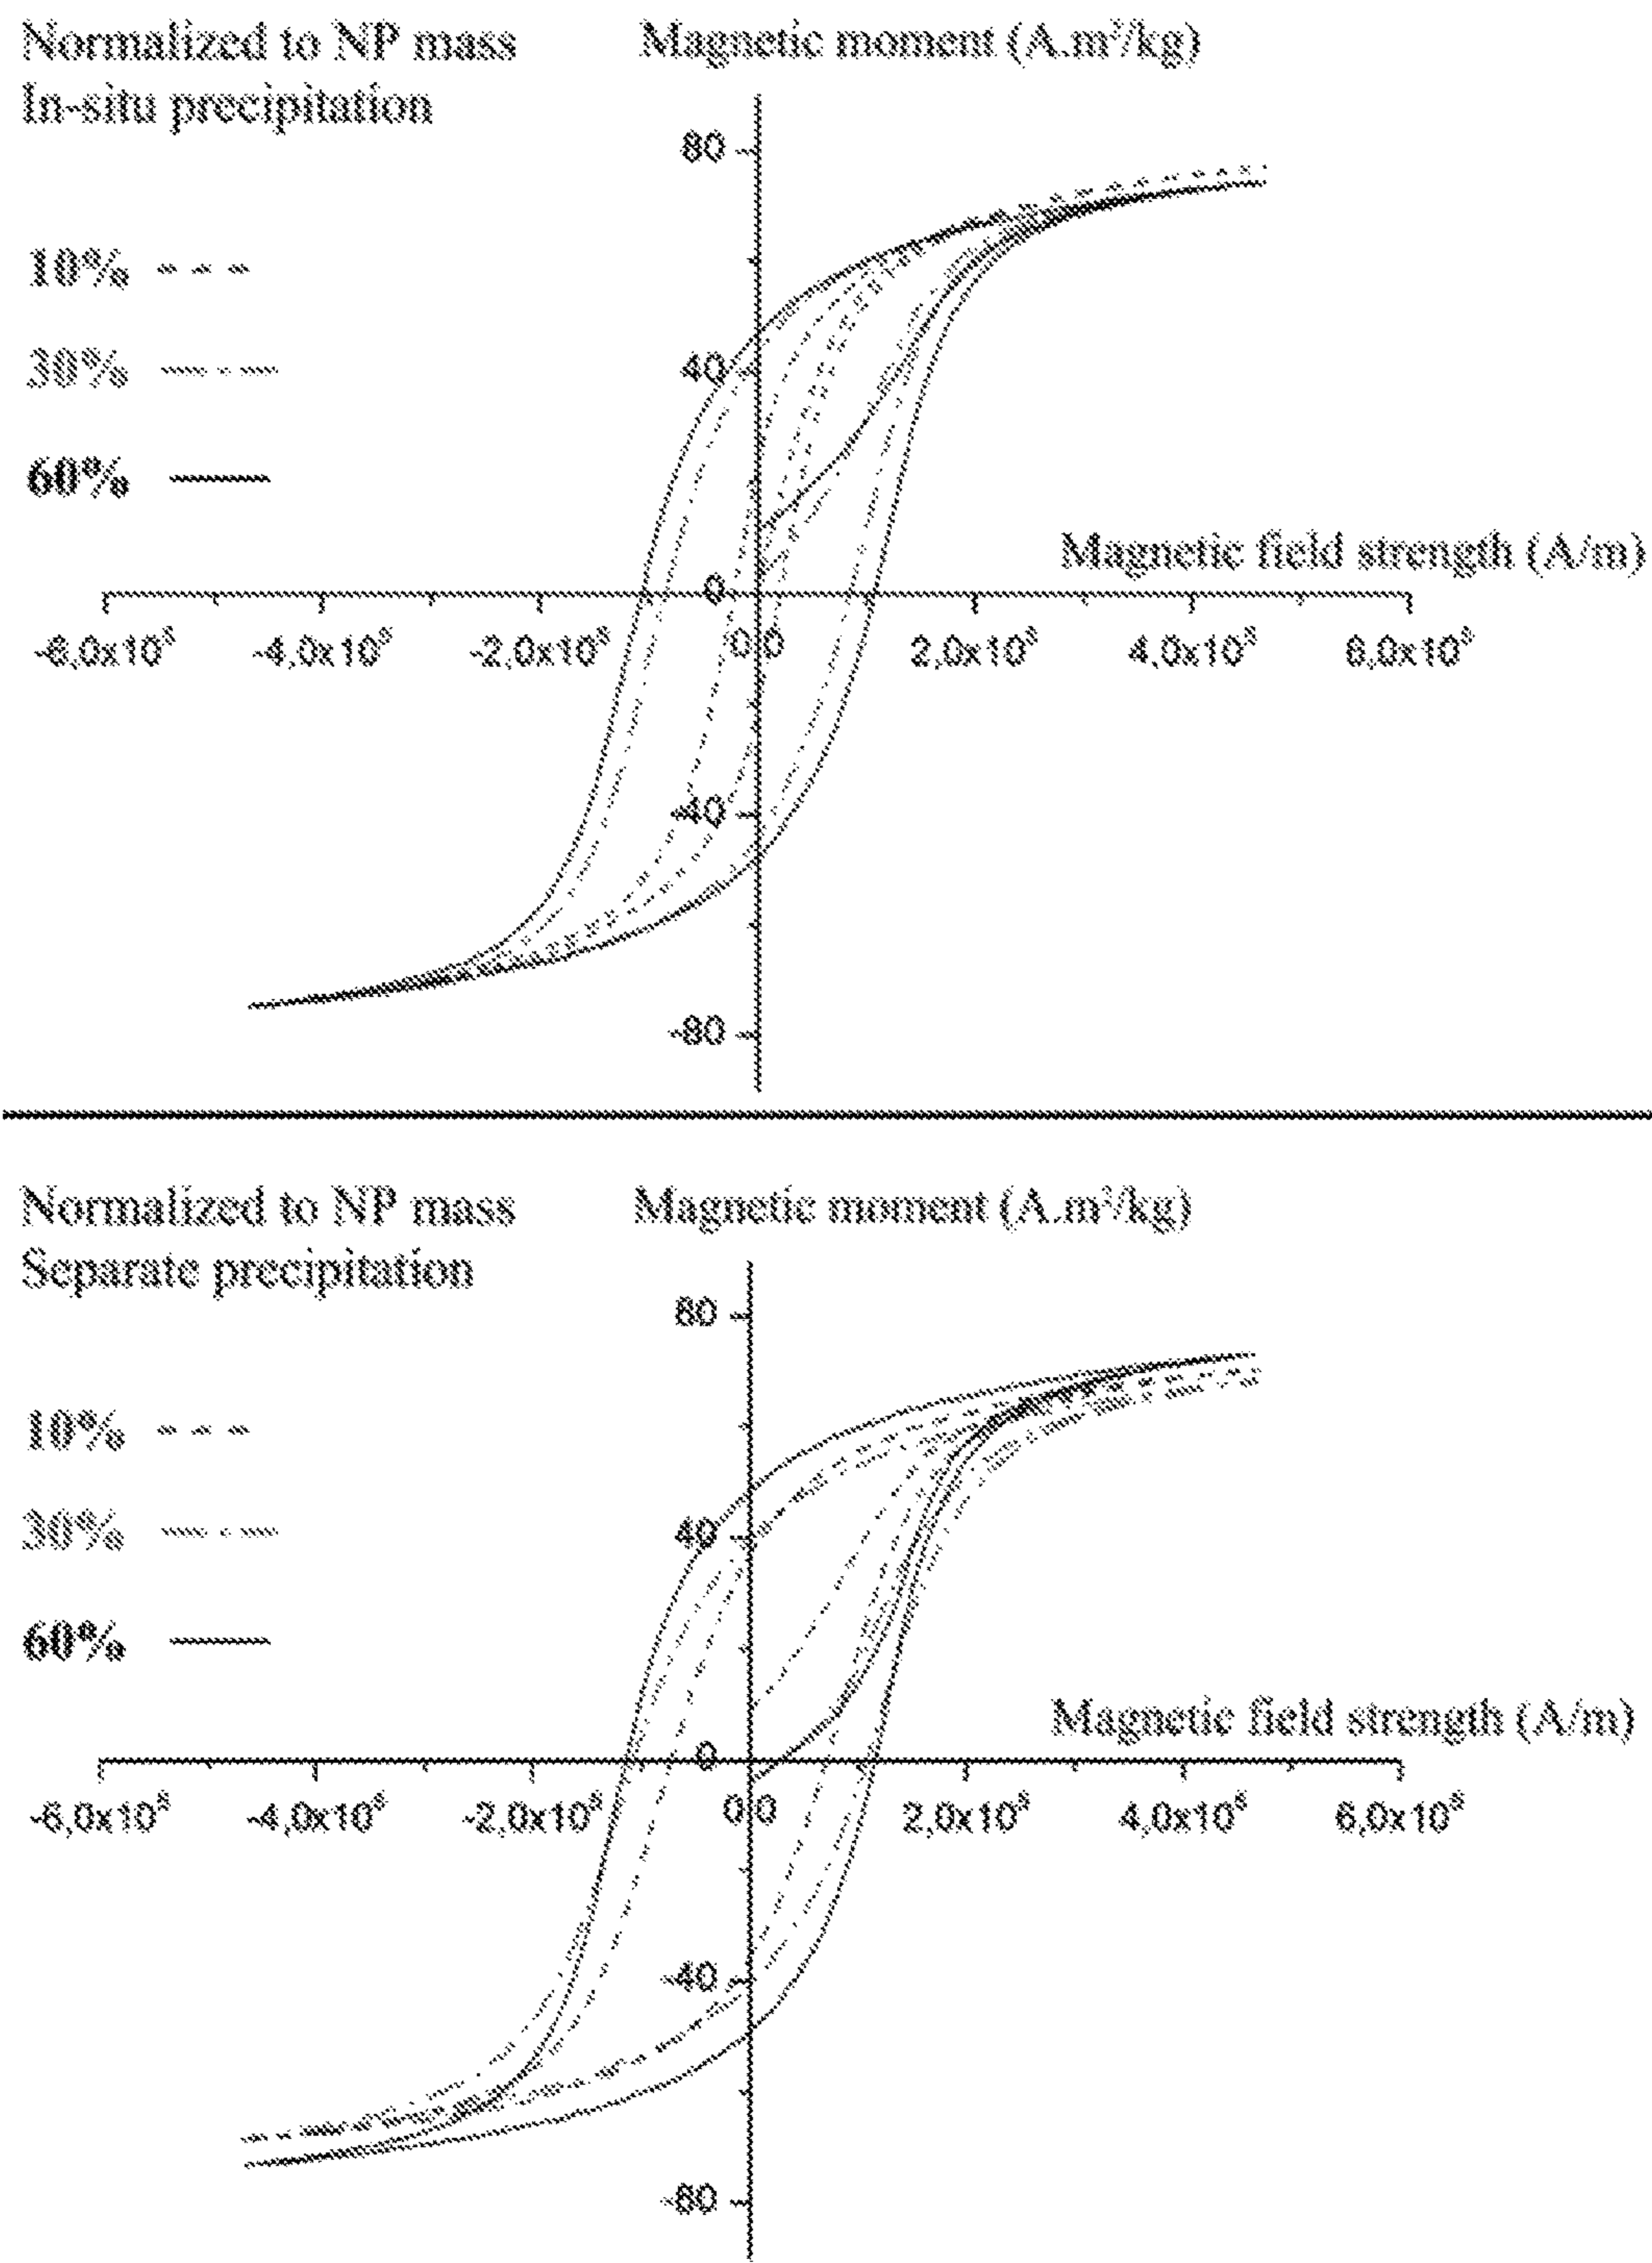 Normalized to NP mass
In-situ precipitation
Magnetic moment (A.m²/kg)
80
10% - - -
30%
40
60%
Magnetic field strength (A/m)
0
-6,0x10⁵ -4,0x10⁵ -2,0x10⁵ 0,0 2,0x10⁵ 4,0x10⁵ 6,0x10⁵
-40
-80
Normalized to NP mass
Separate precipitation
Magnetic moment (A.m²/kg)
80
10% - - -
30%
40
60%
Magnetic field strength (A/m)
0
-6,0x10⁵ -4,0x10⁵ -2,0x10⁵ 0,0 2,0x10⁵ 4,0x10⁵ 6,0x10⁵
-40
-80